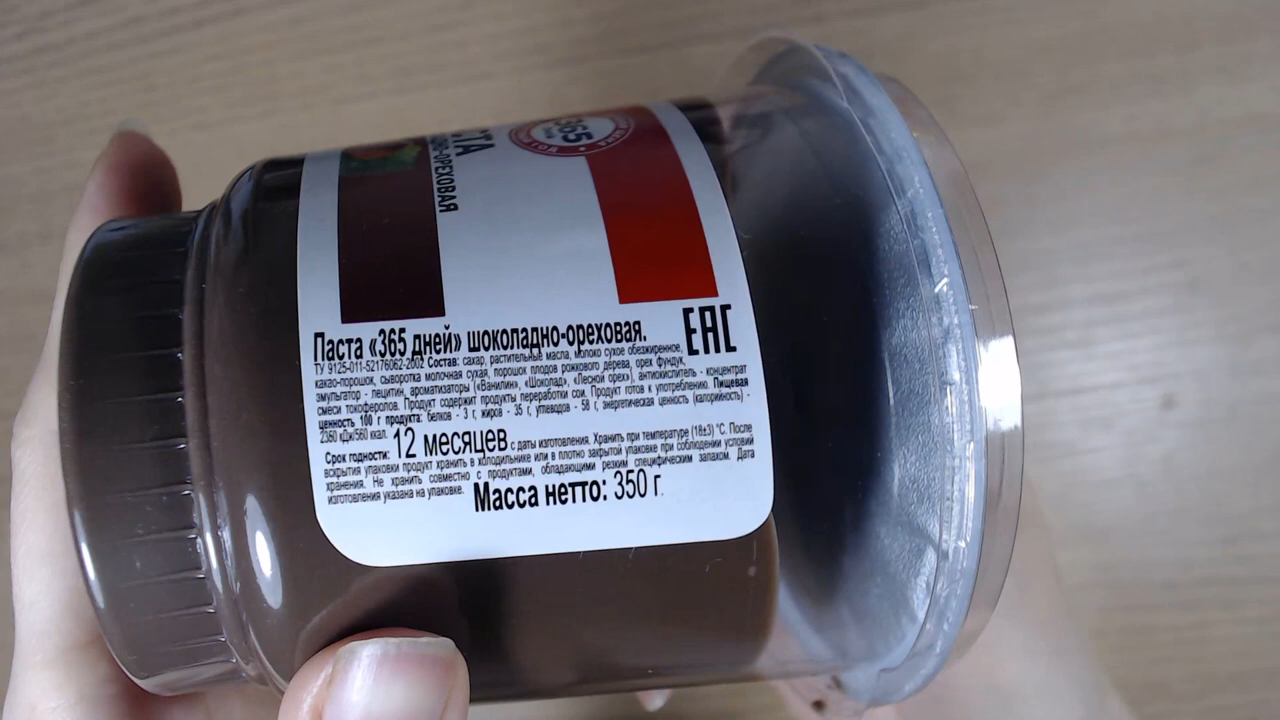 365
ОРЕХОВАЯ
Паста «365 дней» шоколадно-ореховая.
EAC
ТУ 9125-011-52176062-2002 Состав: сахар, растительные масла, молоко сухое обезжиренное,
какао-порошок, сыворотка молочная сухая, порошок плодов рожкового дерева, орех фундук,
эмульгатор - лецитин, ароматизаторы («Ванилин», «Шоколад», «Лесной орех»), антиокислитель - концентрат
смеси токоферолов. Продукт содержит продукты переработки сои. Продукт готов к употреблению. Пищевая
ценность 100 г продукта: белков - 3 г, жиров - 35 г, углеводов - 58 г, энергетическая ценность (калорийность) -
2350 кДж/560 ккал.
Срок годности: 12 месяцев с даты изготовления. Хранить при температуре (18±3) °С. После
вскрытия упаковки продукт хранить в холодильнике или в плотно закрытой упаковке при соблюдении условий
хранения. Не хранить совместно с продуктами, обладающими резким специфическим запахом. Дата
изготовления указана на упаковке.
Масса нетто: 350 г.